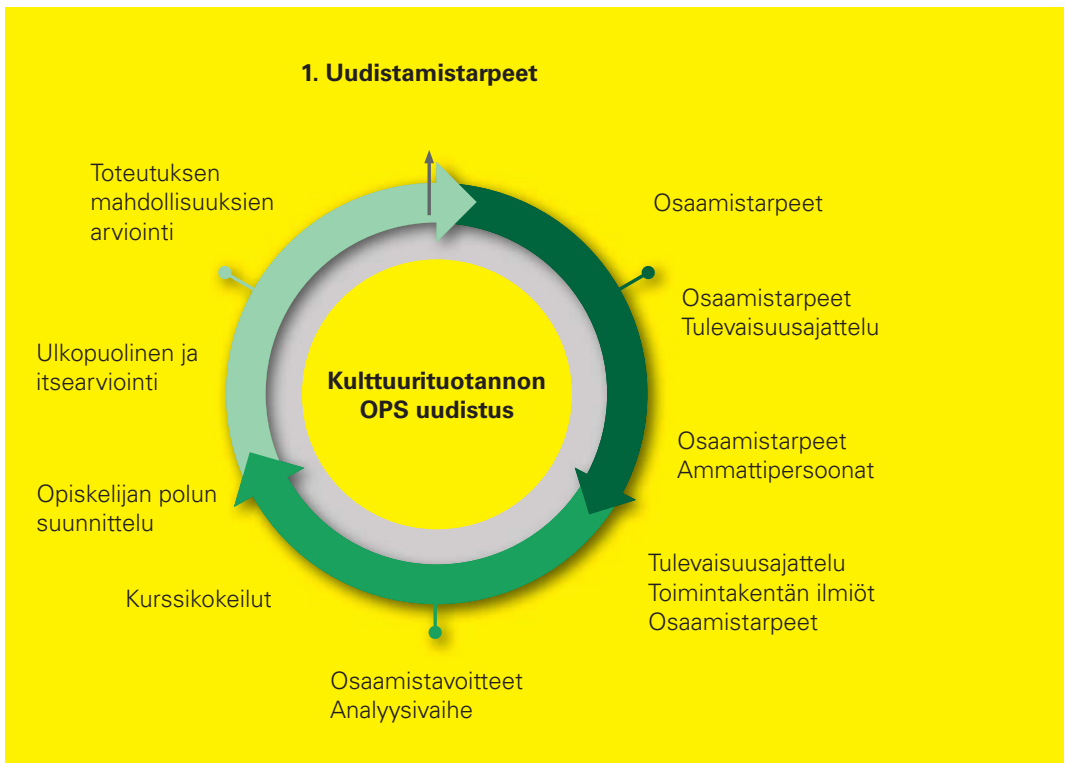 1. Uudistamistarpeet
Osaamistarpeet
Osaamistarpeet
Tulevaisuusajattelu
Osaamistarpeet
Ammattipersoonat
Tulevaisuusajattelu
Toimintakentän ilmiöt
Osaamistarpeet
Osaamistavoitteet
Analyysivaihe
Kurssikokeilut
Opiskelijan polun
suunnittelu
Ulkopuolinen ja
itsearviointi
Toteutuksen
mahdollisuuksien
arviointi
Kulttuurituotannon
OPS uudistus